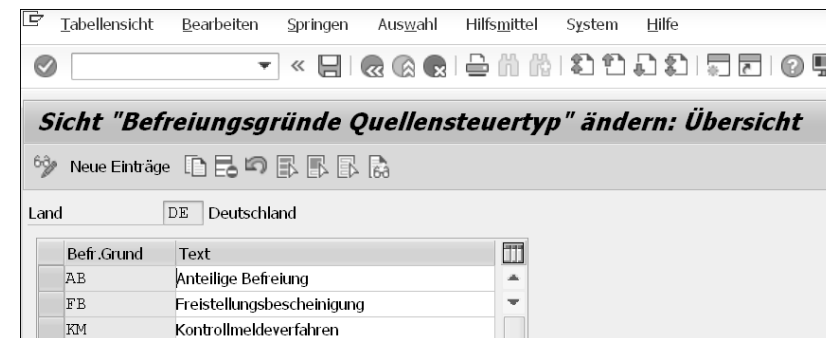 Tabellensicht Bearbeiten Springen Auswahl Hilfsmittel System Hilfe
Sicht "Befreiungsgründe Quellensteuertyp" ändern: Übersicht
Neue Einträge
Land DE Deutschland
Befr.Grund Text
AB Anteilige Befreiung
FB Freistellungsbescheinigung
KM Kontrollmeldeverfahren